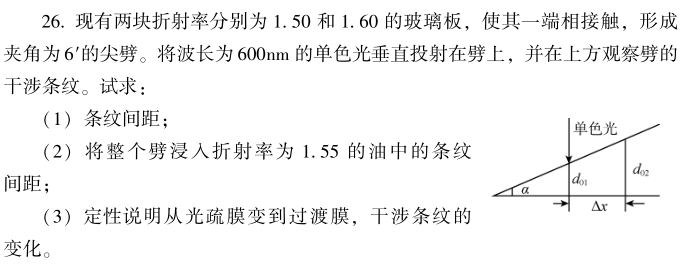 26. 现有两块折射率分别为 1.50 和 1.60 的玻璃板，使其一端相接触，形成
夹角为 6′的尖劈。将波长为 600nm 的单色光垂直投射在劈上，并在上方观察劈的
干涉条纹。试求：
(1) 条纹间距；
(2) 将整个劈浸入折射率为 1.55 的油中的条纹
间距；
(3) 定性说明从光疏膜变到过渡膜，干涉条纹的
变化。
单色光
α
d₀₁
d₀₂
Δx